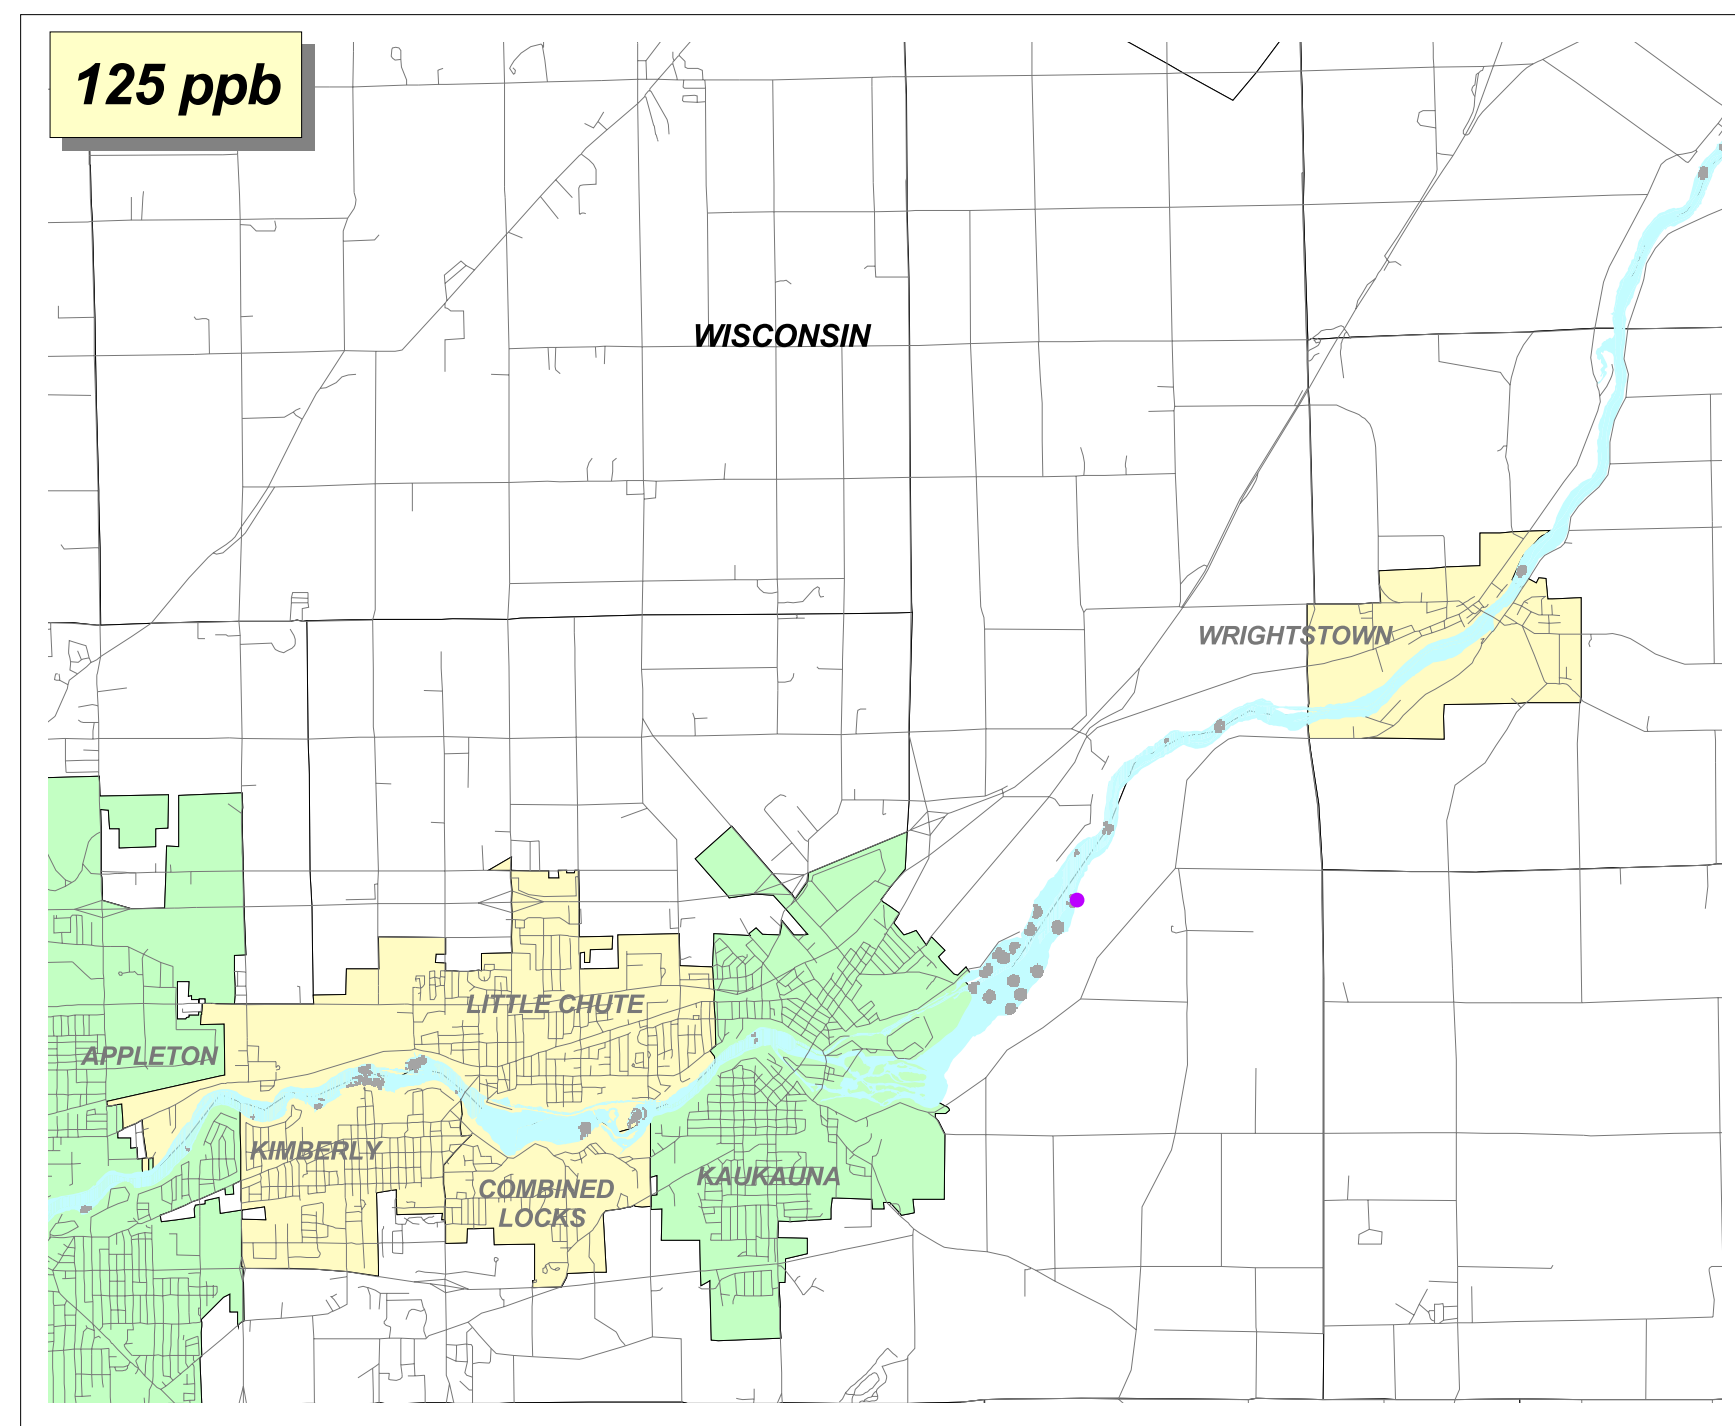 125 ppb
WISCONSIN
WRIGHTSTOWN
LITTLE CHUTE
APPLETON
KIMBERLY
COMBINED
LOCKS
KAUKAUNA